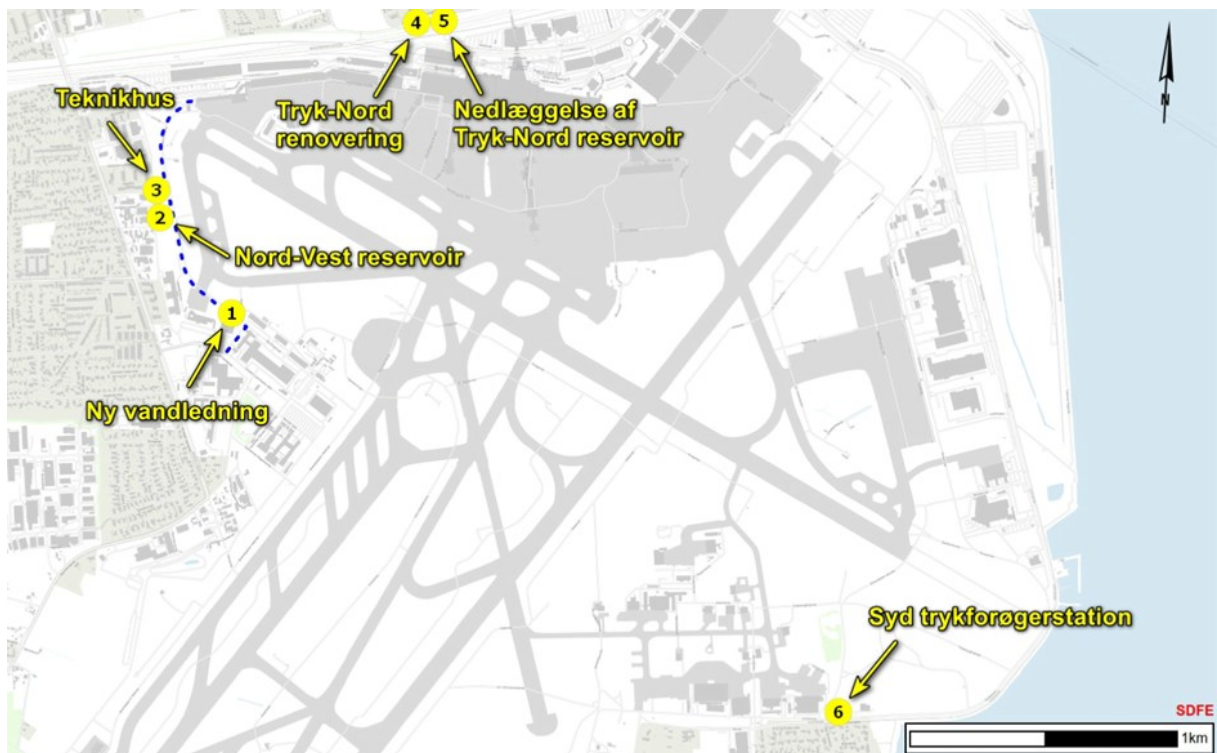 4
5
Teknikhus
Tryk-Nord
renovering
Nedlæggelse af
Tryk-Nord reservoir
N
3
2
Nord-Vest reservoir
1
Ny vandledning
Syd trykforøgerstation
6
SDFE
1km